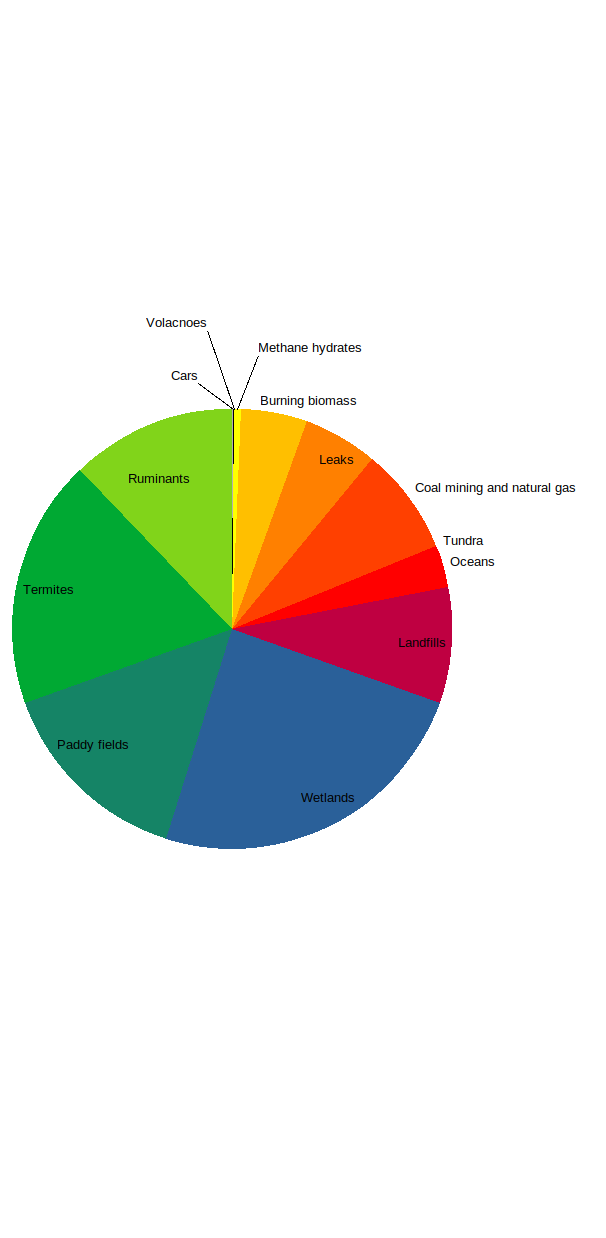 Volacnoes
Methane hydrates
Cars
Burning biomass
Leaks
Ruminants
Coal mining and natural gas
Tundra
Oceans
Termites
Landfills
Paddy fields
Wetlands